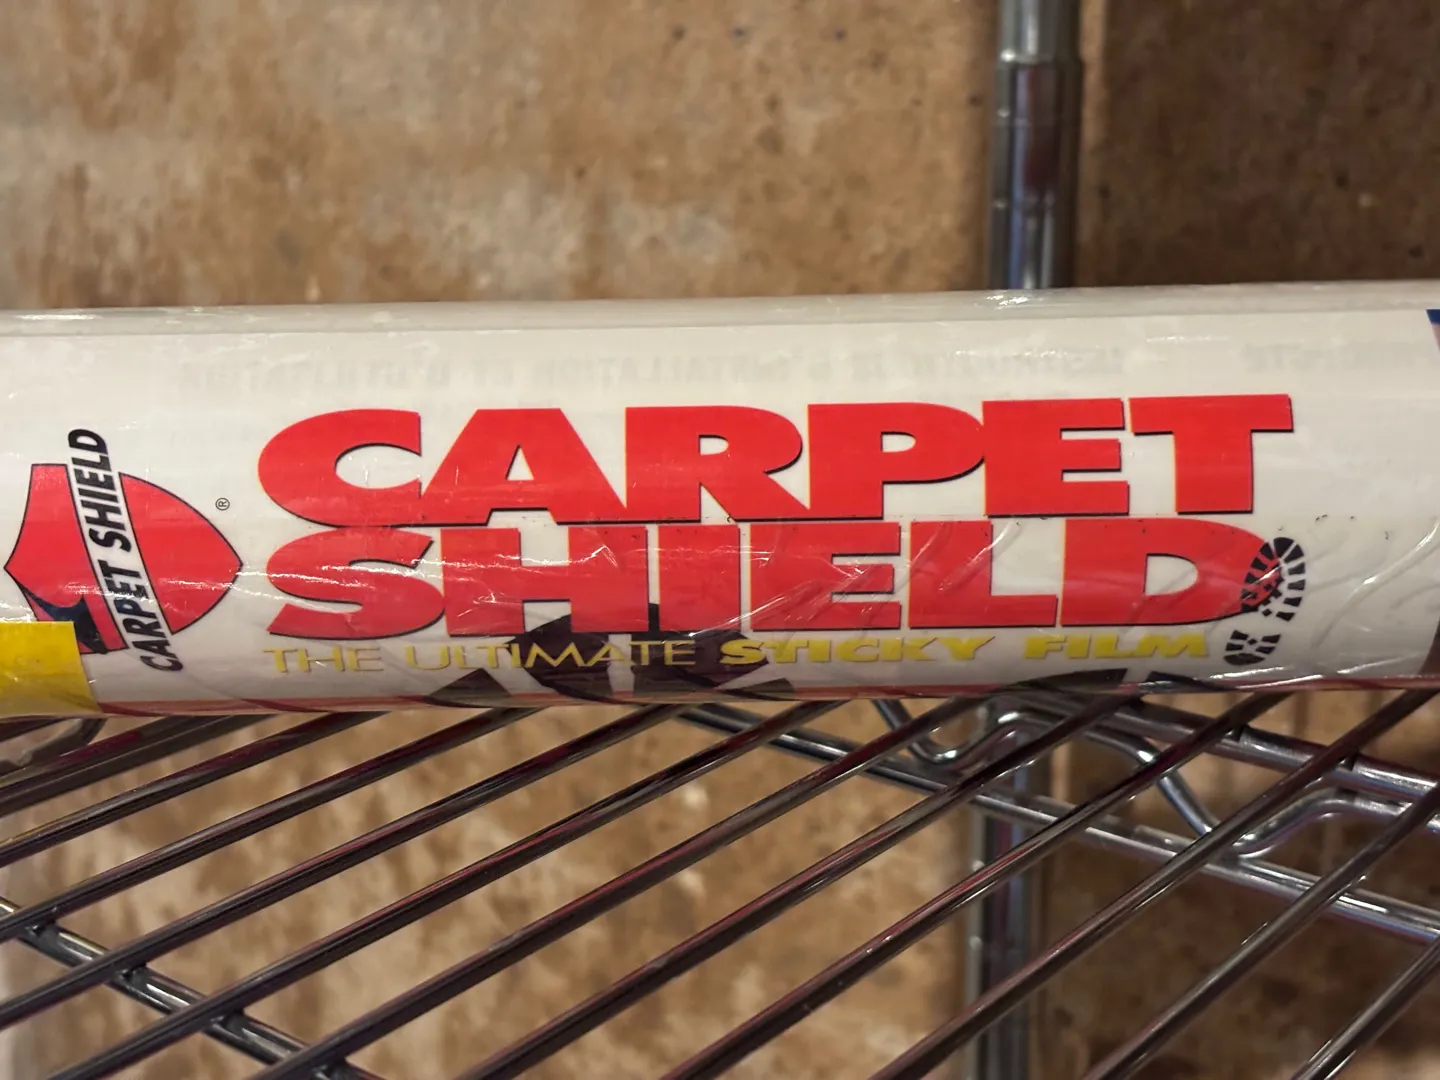 CARPET SHIELD
®
CARPET
SHIELD
THE ULTIMATE STICKY FILM